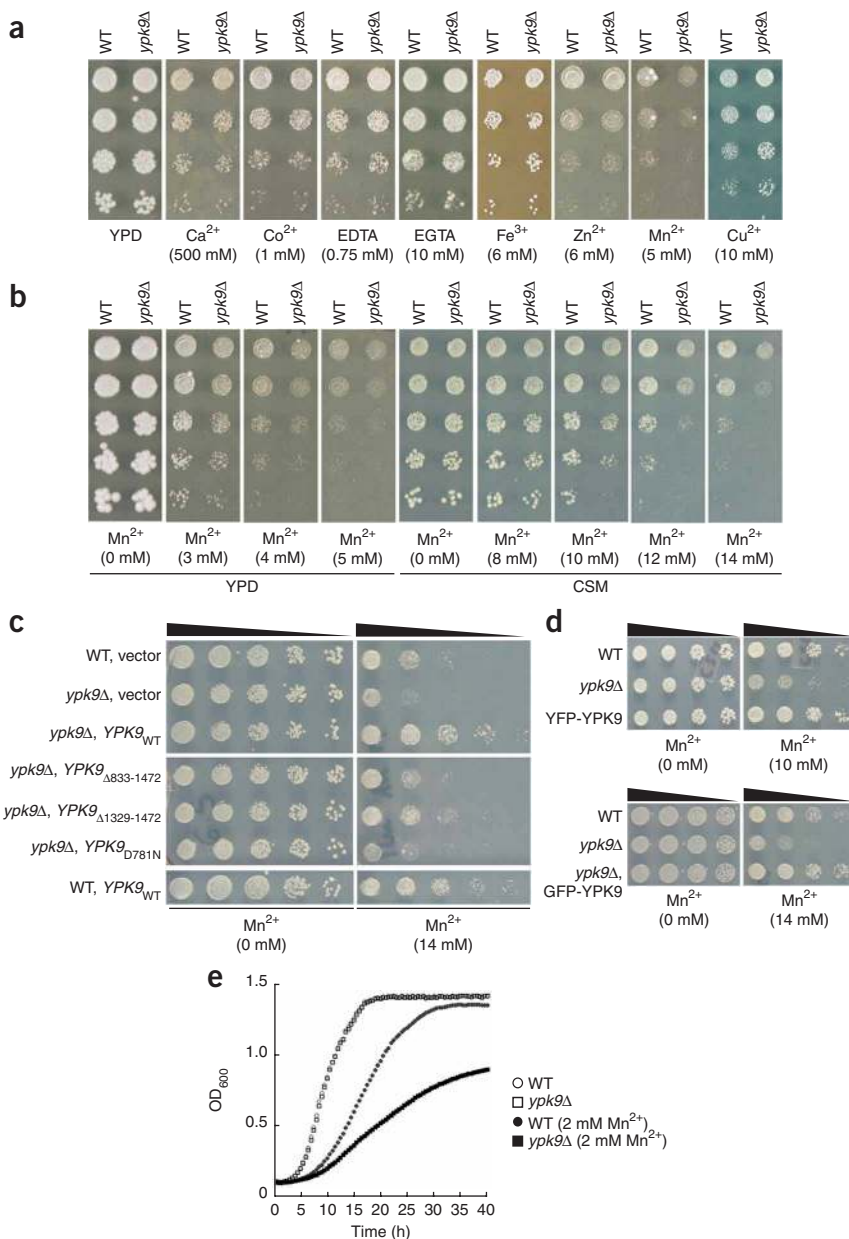 a
WT ypk9Δ WT ypk9Δ WT ypk9Δ WT ypk9Δ WT ypk9Δ WT ypk9Δ WT ypk9Δ WT ypk9Δ WT ypk9Δ
YPD Ca2+ Co2+ EDTA EGTA Fe3+ Zn2+ Mn2+ Cu2+
(500 mM) (1 mM) (0.75 mM) (10 mM) (6 mM) (6 mM) (5 mM) (10 mM)
b
WT ypk9Δ WT ypk9Δ WT ypk9Δ WT ypk9Δ WT ypk9Δ WT ypk9Δ WT ypk9Δ WT ypk9Δ WT ypk9Δ
Mn2+ Mn2+ Mn2+ Mn2+ Mn2+ Mn2+ Mn2+ Mn2+ Mn2+
(0 mM) (3 mM) (4 mM) (5 mM) (0 mM) (8 mM) (10 mM) (12 mM) (14 mM)
YPD CSM
c
WT, vector
ypk9Δ, vector
ypk9Δ, YPK9WT
ypk9Δ, YPK9Δ833-1472
ypk9Δ, YPK9Δ1329-1472
ypk9Δ, YPK9D781N
WT, YPK9WT
Mn2+ Mn2+
(0 mM) (14 mM)
d
WT
ypk9Δ
YFP-YPK9
Mn2+ Mn2+
(0 mM) (10 mM)
WT
ypk9Δ
ypk9Δ,
GFP-YPK9
Mn2+ Mn2+
(0 mM) (14 mM)
e
1.5
1.0
0.5
0
OD600
0 5 10 15 20 25 30 35 40
Time (h)
WT
ypk9Δ
WT (2 mM Mn2+)
ypk9Δ (2 mM Mn2+)